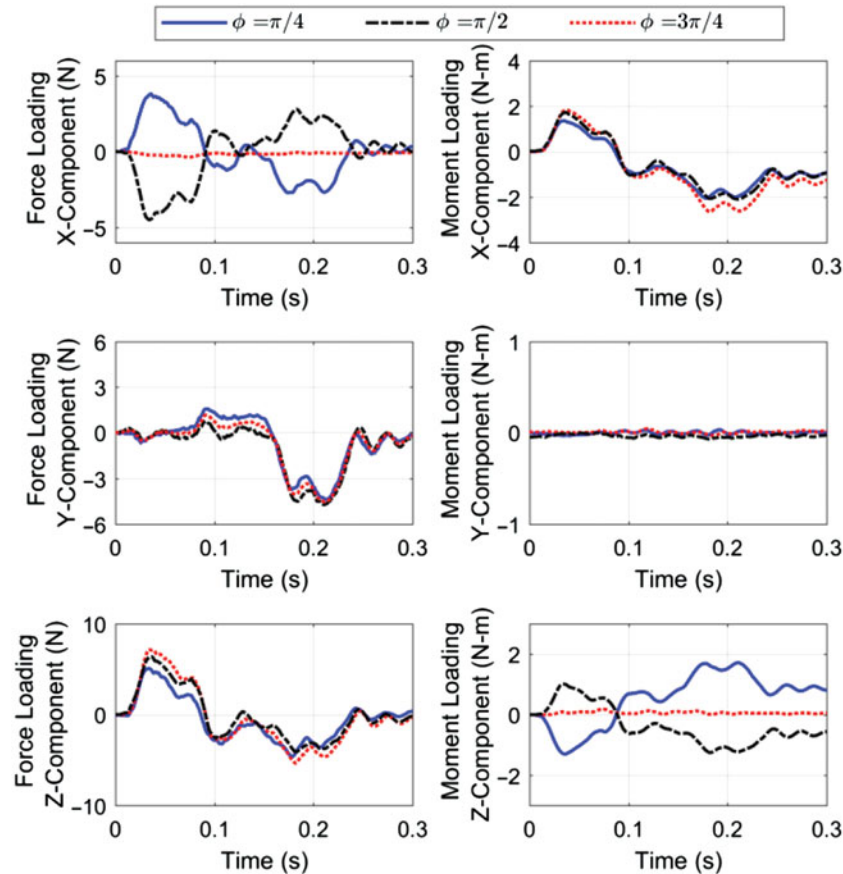 ϕ =π/4 ϕ =π/2 ϕ =3π/4
Force Loading
X-Component (N)
5
0
−5
0 0.1 0.2 0.3
Time (s)
Moment Loading
X-Component (N-m)
4
2
0
−2
−4
0 0.1 0.2 0.3
Time (s)
Force Loading
Y-Component (N)
6
3
0
−3
−6
0 0.1 0.2 0.3
Time (s)
Moment Loading
Y-Component (N-m)
1
0
−1
0 0.1 0.2 0.3
Time (s)
Force Loading
Z-Component (N)
10
0
−10
0 0.1 0.2 0.3
Time (s)
Moment Loading
Z-Component (N-m)
2
0
−2
0 0.1 0.2 0.3
Time (s)